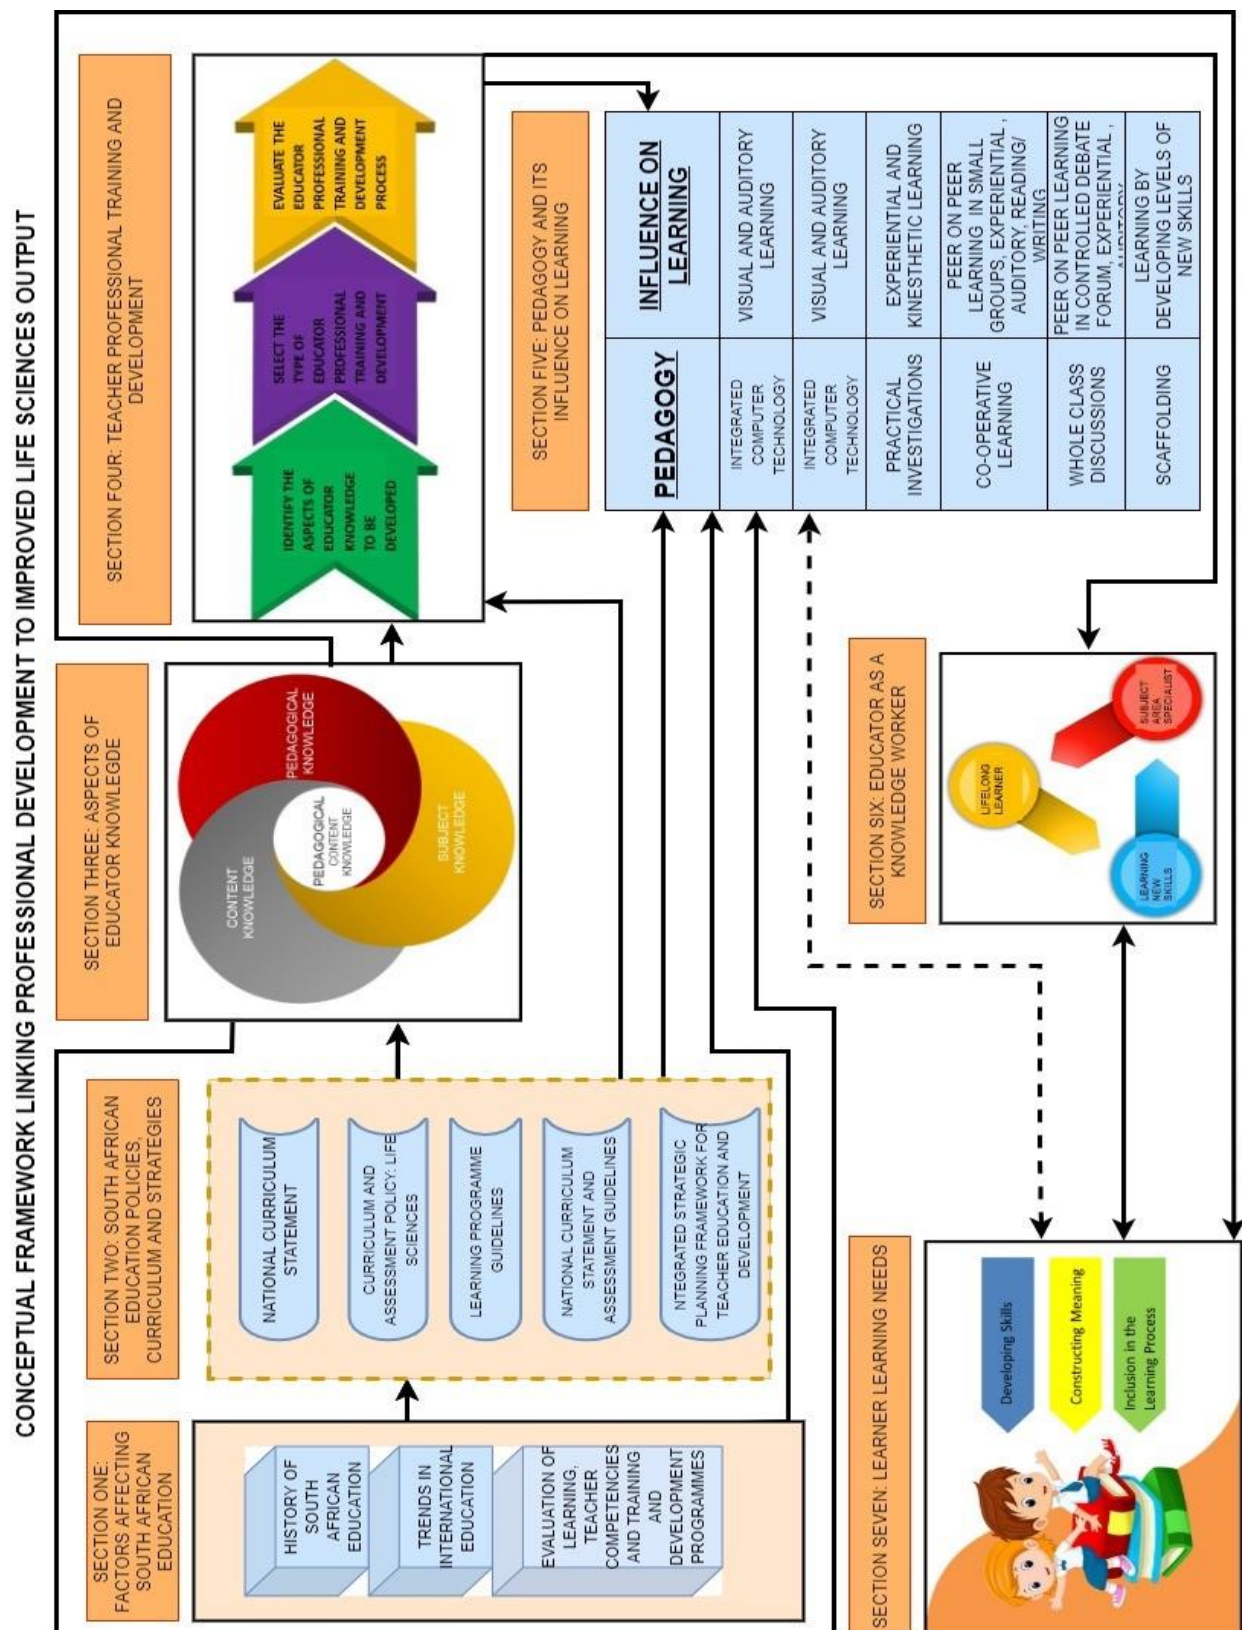 CONCEPTUAL FRAMEWORK LINKING PROFESSIONAL DEVELOPMENT TO IMPROVED LIFE SCIENCES OUTPUT
SECTION ONE:
FACTORS AFFECTING
SOUTH AFRICAN
EDUCATION
HISTORY OF
SOUTH
AFRICAN
EDUCATION
TRENDS IN
INTERNATIONAL
EDUCATION
EVALUATION OF
LEARNING,
TEACHER
COMPETENCIES
AND TRAINING
AND
DEVELOPMENT
PROGRAMMES
SECTION TWO: SOUTH AFRICAN
EDUCATION POLICIES,
CURRICULUM AND STRATEGIES
NATIONAL CURRICULUM
STATEMENT
CURRICULUM AND
ASSESSMENT POLICY: LIFE
SCIENCES
LEARNING PROGRAMME
GUIDELINES
NATIONAL CURRICULUM
STATEMENT AND
ASSESSMENT GUIDELINES
NTEGRATED STRATEGIC
PLANNING FRAMEWORK FOR
TEACHER EDUCATION AND
DEVELOPMENT
SECTION THREE: ASPECTS OF
EDUCATOR KNOWLEGDE
CONTENT
KNOWLEDGE
PEDAGOGICAL
KNOWLEDGE
PEDAGOGICAL
CONTENT
KNOWLEDGE
SUBJECT
KNOWLEDGE
SECTION FOUR: TEACHER PROFESSIONAL TRAINING AND
DEVELOPMENT
IDENTIFY THE
ASPECTS OF
EDUCATOR
KNOWLEDGE
TO BE
DEVELOPED
SELECT THE
TYPE OF
EDUCATOR
PROFESSIONAL
TRAINING AND
DEVELOPMENT
EVALUATE THE
EDUCATOR
PROFESSIONAL
TRAINING AND
DEVELOPMENT
PROCESS
SECTION FIVE: PEDAGOGY AND ITS
INFLUENCE ON LEARNING
PEDAGOGY
INFLUENCE ON
LEARNING
INTEGRATED
COMPUTER
TECHNOLOGY
VISUAL AND AUDITORY
LEARNING
INTEGRATED
COMPUTER
TECHNOLOGY
VISUAL AND AUDITORY
LEARNING
PRACTICAL
INVESTIGATIONS
EXPERIENTIAL AND
KINESTHETIC LEARNING
CO-OPERATIVE
LEARNING
PEER ON PEER
LEARNING IN SMALL
GROUPS, EXPERIENTIAL ,
AUDITORY, READING/
WRITING
WHOLE CLASS
DISCUSSIONS
PEER ON PEER LEARNING
IN CONTROLLED DEBATE
FORUM, EXPERIENTIAL ,
AUDITORY
SCAFFOLDING
LEARNING BY
DEVELOPING LEVELS OF
NEW SKILLS
SECTION SIX: EDUCATOR AS A
KNOWLEDGE WORKER
LIFELONG
LEARNER
LEARNING
NEW
SKILLS
SUBJECT
AREA
SPECIALIST
SECTION SEVEN: LEARNER LEARNING NEEDS
Developing Skills
Constructing Meaning
Inclusion in the
Learning Process